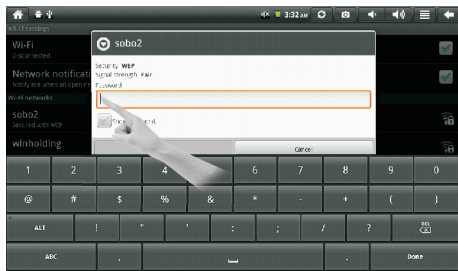 3:32 AM
Wi-Fi settings
Wi-Fi
Disconnected
Network notificati
Notify me when an open n
Wi-Fi networks
sobo2
Secured with WEP
winholding
sobo2
Security WEP
Signal strength Fair
Password
Cancel
1 2 3 4 6 7 8 9 0
@ # $ % & * - + ( )
ALT ! " ' : ; / ? DEL
ABC , . Done